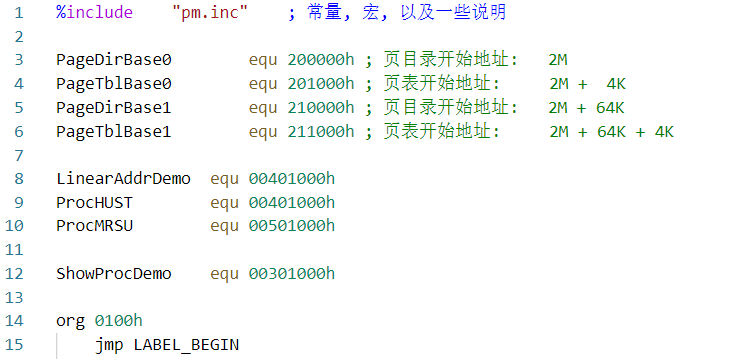 1 %include "pm.inc" ; 常量, 宏, 以及一些说明
2
3 PageDirBase0 equ 200000h ; 页目录开始地址: 2M
4 PageTblBase0 equ 201000h ; 页表开始地址: 2M + 4K
5 PageDirBase1 equ 210000h ; 页目录开始地址: 2M + 64K
6 PageTblBase1 equ 211000h ; 页表开始地址: 2M + 64K + 4K
7
8 LinearAddrDemo equ 00401000h
9 ProcHUST equ 00401000h
10 ProcMRSU equ 00501000h
11
12 ShowProcDemo equ 00301000h
13
14 org 0100h
15 jmp LABEL_BEGIN